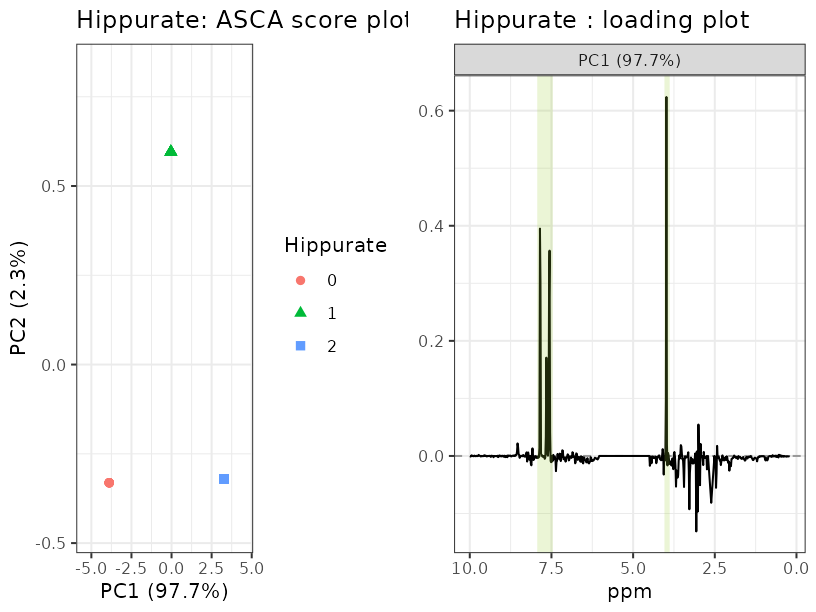 Hippurate: ASCA score plot
0.5
0.0
-0.5
PC2 (2.3%)
-5.0 -2.5 0.0 2.5 5.0
PC1 (97.7%)
Hippurate
0
1
2
Hippurate : loading plot
PC1 (97.7%)
0.6
0.4
0.2
0.0
10.0 7.5 5.0 2.5 0.0
ppm